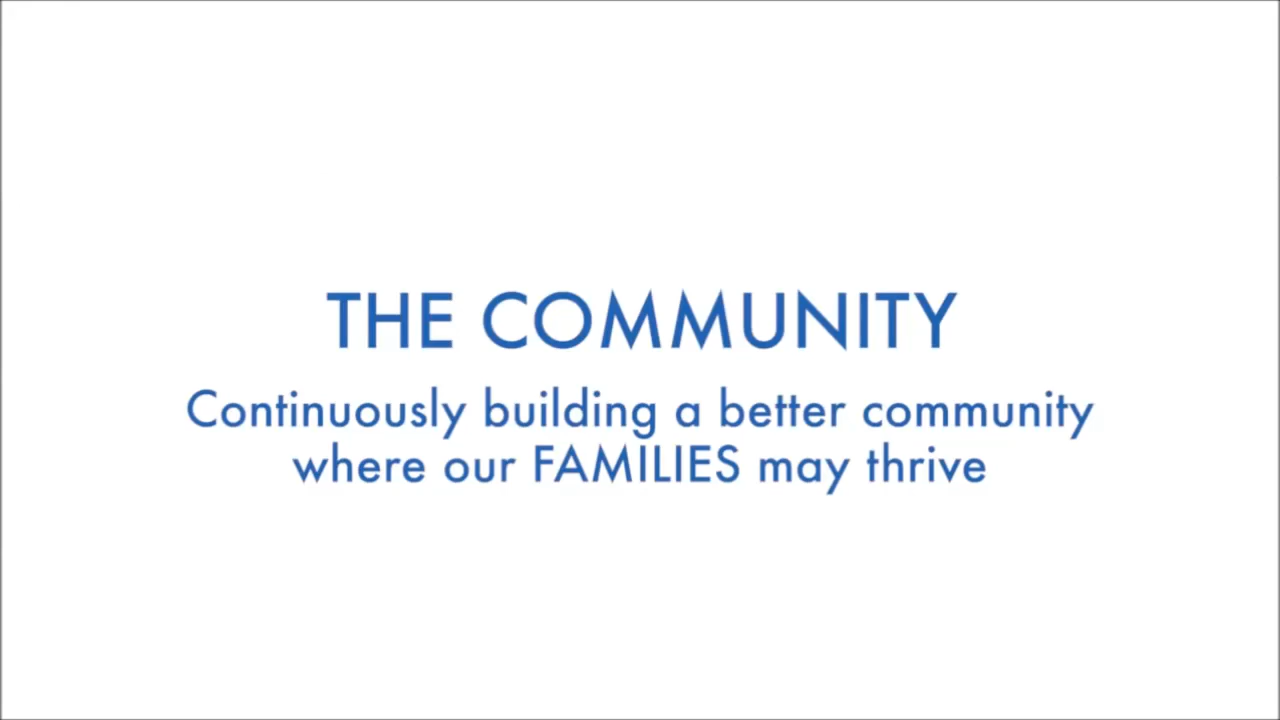 THE COMMUNITY
Continuously building a better community
where our FAMILIES may thrive